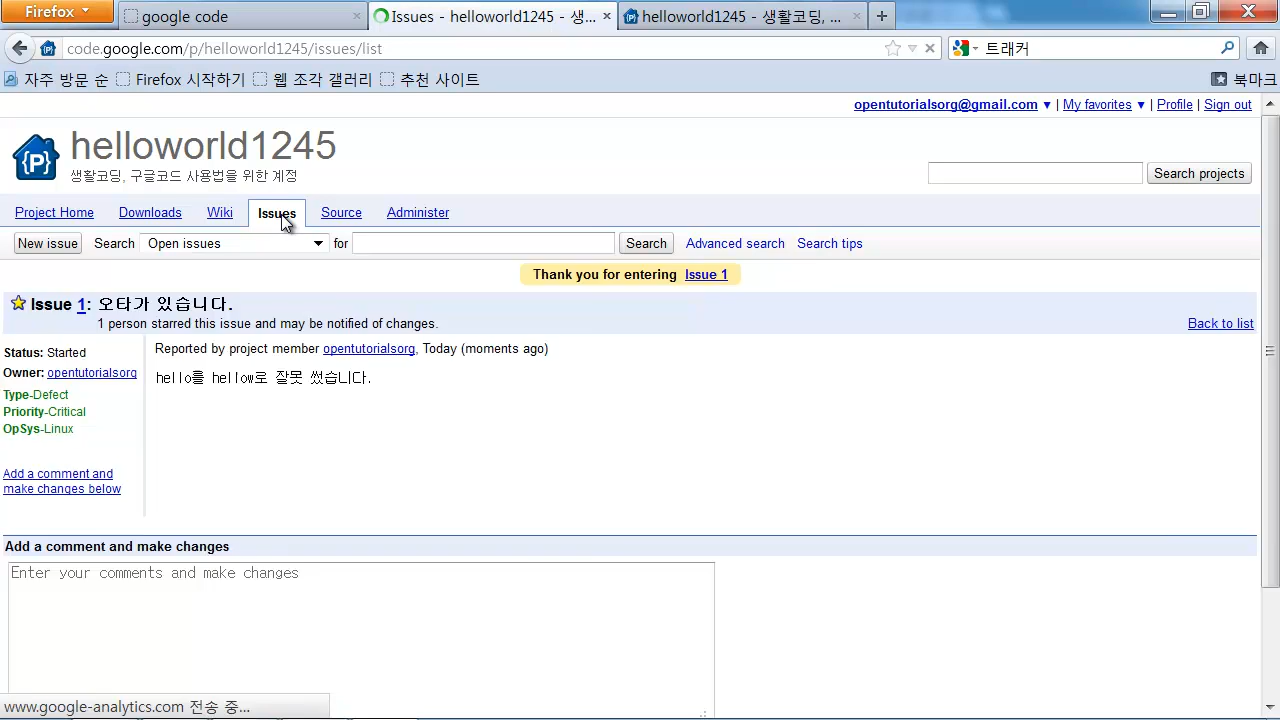 Firefox
google code
Issues - helloworld1245 - 생...
helloworld1245 - 생활코딩, ...
code.google.com/p/helloworld1245/issues/list
트래커
자주 방문 순
Firefox 시작하기
웹 조각 갤러리
추천 사이트
북마크
opentutorialsorg@gmail.com ▼ | My favorites ▼ | Profile | Sign out
helloworld1245
생활코딩, 구글코드 사용법을 위한 계정
Search projects
Project Home
Downloads
Wiki
Issues
Source
Administer
New issue
Search
Open issues
for
Search
Advanced search
Search tips
Thank you for entering Issue 1
Issue 1: 오타가 있습니다.
1 person starred this issue and may be notified of changes.
Back to list
Status: Started
Owner: opentutorialsorg
Type-Defect
Priority-Critical
OpSys-Linux
Add a comment and
make changes below
Reported by project member opentutorialsorg, Today (moments ago)
hello를 hellow로 잘못 썼습니다.
Add a comment and make changes
Enter your comments and make changes
www.google-analytics.com 전송 중...